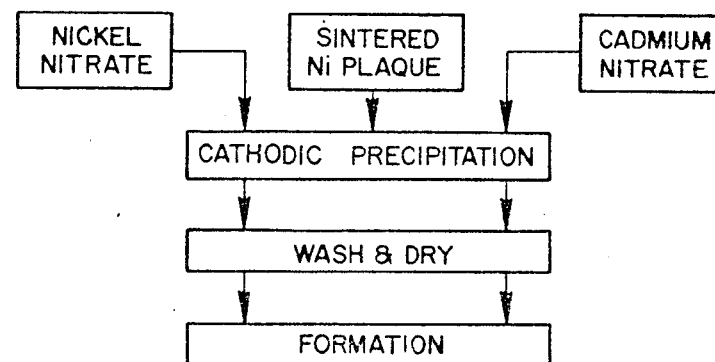 NICKEL
NITRATE
SINTERED
Ni PLAQUE
CADMIUM
NITRATE
CATHODIC PRECIPITATION
WASH & DRY
FORMATION